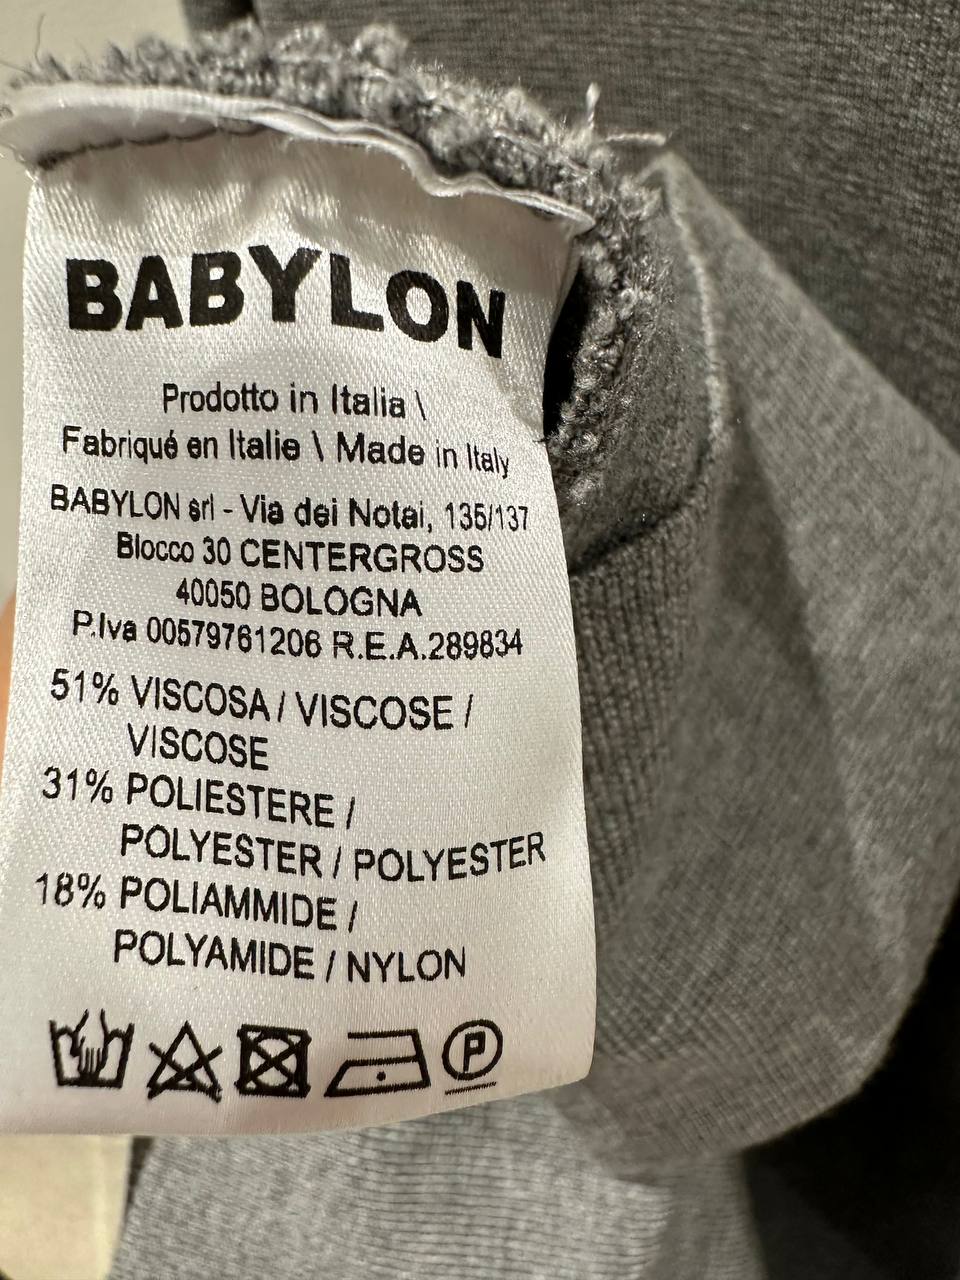 BABYLON
Prodotto in Italia \
Fabriqué en Italie \ Made in Italy
BABYLON srl - Via dei Notai, 135/137
Blocco 30 CENTERGROSS
40050 BOLOGNA
P.Iva 00579761206 R.E.A.289834
51% VISCOSA / VISCOSE /
VISCOSE
31% POLIESTERE /
POLYESTER / POLYESTER
18% POLIAMMIDE /
POLYAMIDE / NYLON
P